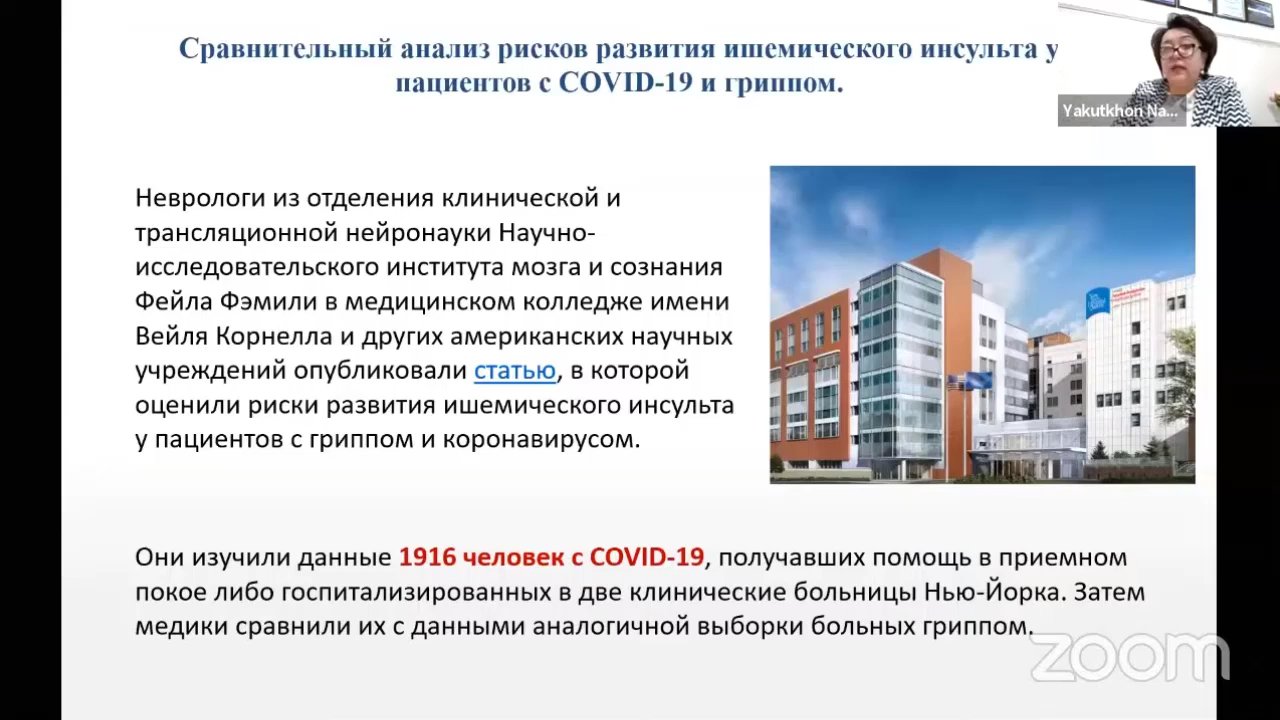 Сравнительный анализ рисков развития ишемического инсульта у
пациентов с COVID-19 и гриппом.
Yakutkhon Na...
Неврологи из отделения клинической и
трансляционной нейронауки Научно-
исследовательского института мозга и сознания
Фейла Фэмили в медицинском колледже имени
Вейля Корнелла и других американских научных
учреждений опубликовали статью, в которой
оценили риски развития ишемического инсульта
у пациентов с гриппом и коронавирусом.
Они изучили данные 1916 человек с COVID-19, получавших помощь в приемном
покое либо госпитализированных в две клинические больницы Нью-Йорка. Затем
медики сравнили их с данными аналогичной выборки больных гриппом.
zoom